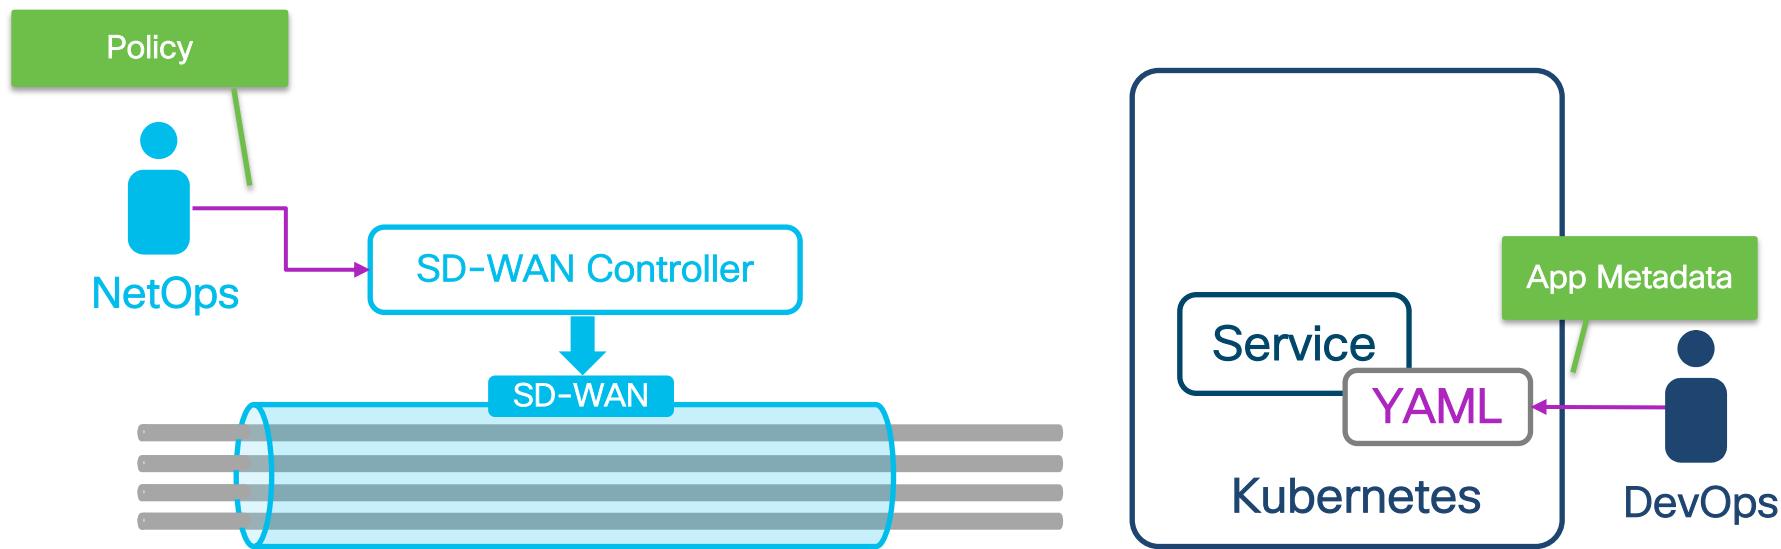 Policy
NetOps
SD-WAN Controller
SD-WAN
App Metadata
Service
YAML
Kubernetes
DevOps